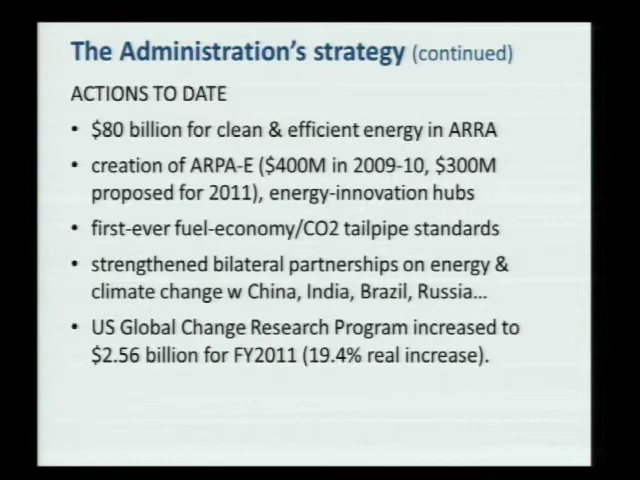 The Administration's strategy (continued)
ACTIONS TO DATE
• $80 billion for clean & efficient energy in ARRA
• creation of ARPA-E ($400M in 2009-10, $300M
proposed for 2011), energy-innovation hubs
• first-ever fuel-economy/CO2 tailpipe standards
• strengthened bilateral partnerships on energy &
climate change w China, India, Brazil, Russia...
• US Global Change Research Program increased to
$2.56 billion for FY2011 (19.4% real increase).